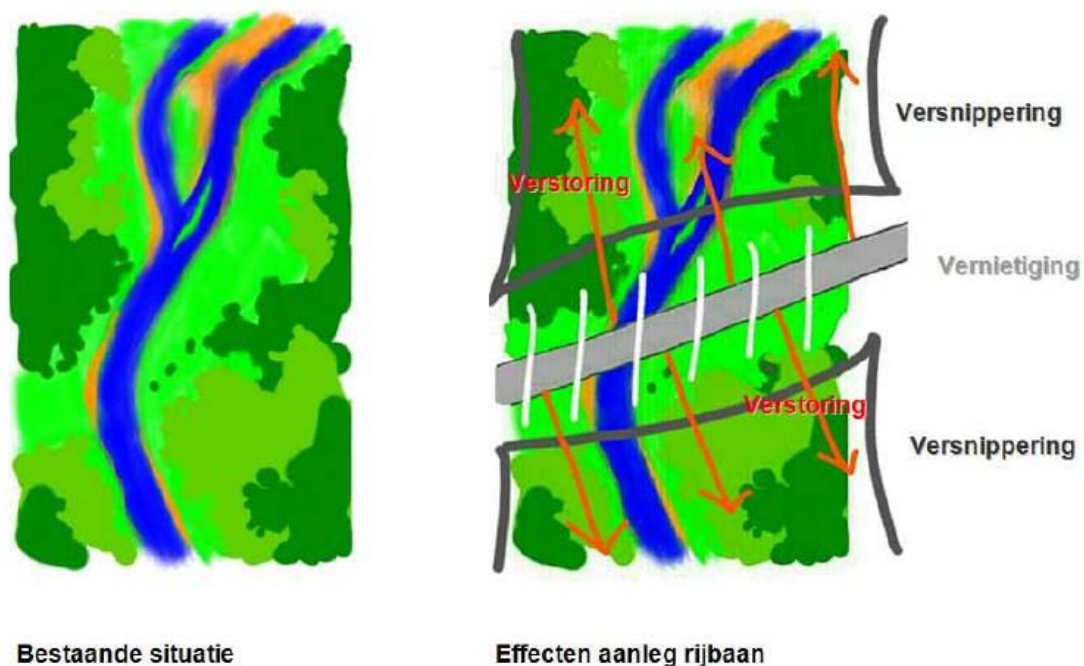 Versnippering
Verstoring
Vernietiging
Verstoring
Versnippering
Bestaande situatie
Effecten aanleg rijbaan